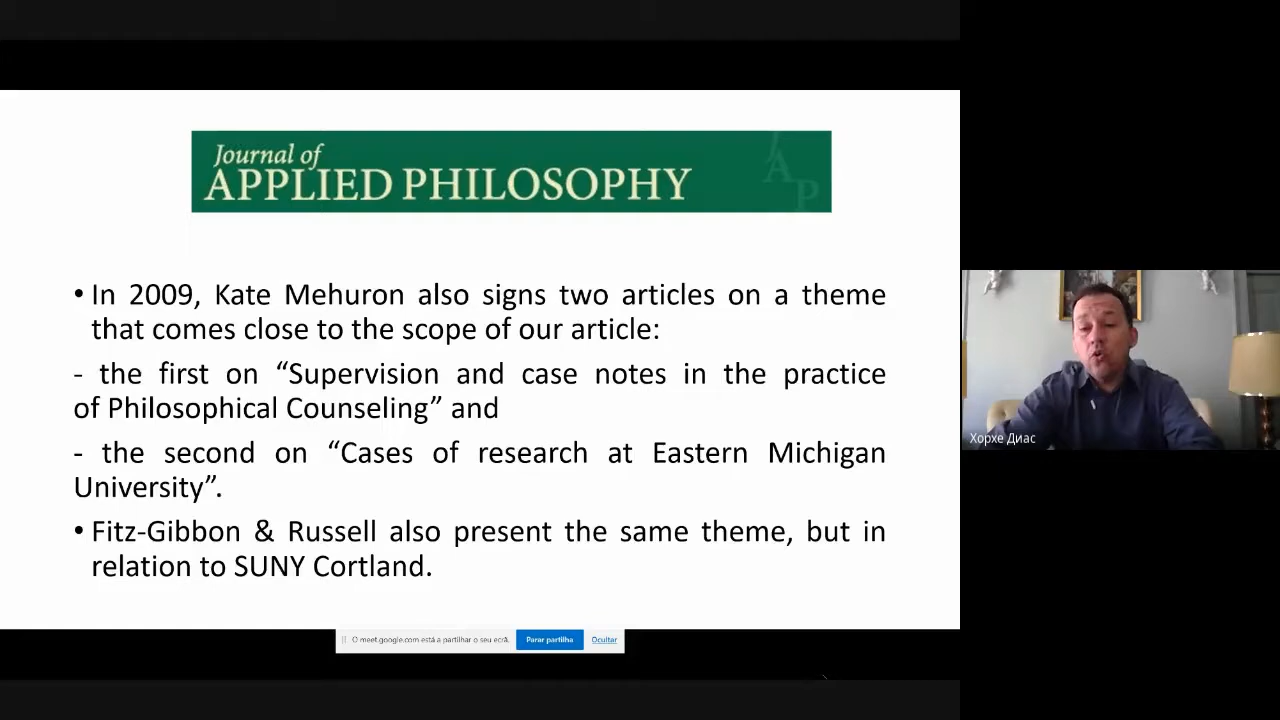 Journal of
APPLIED PHILOSOPHY
JAP
• In 2009, Kate Mehuron also signs two articles on a theme
that comes close to the scope of our article:
- the first on “Supervision and case notes in the practice
of Philosophical Counseling” and
- the second on “Cases of research at Eastern Michigan
University”.
• Fitz-Gibbon & Russell also present the same theme, but in
relation to SUNY Cortland.
Хорхе Диас
O meet.google.com está a partilhar o seu ecrã.
Parar partilha
Ocultar